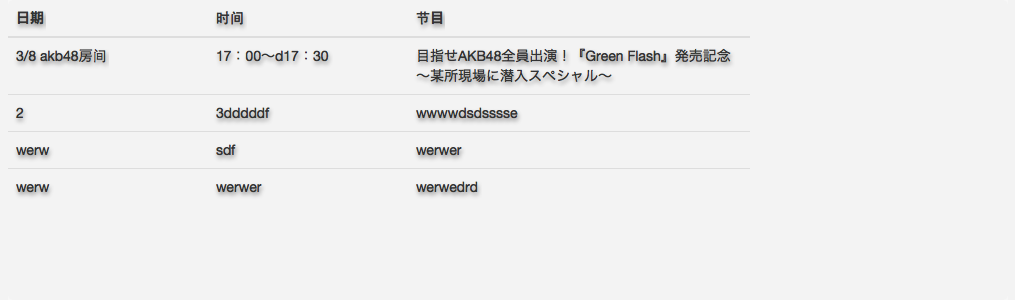 日期 时间 节目
3/8 akb48房间 17：00～d17：30 目指せAKB48全員出演！『Green Flash』発売記念
～某所現場に潜入スペシャル～
2 3dddddf wwwwdsdsssse
werw sdf werwer
werw werwer werwedrd